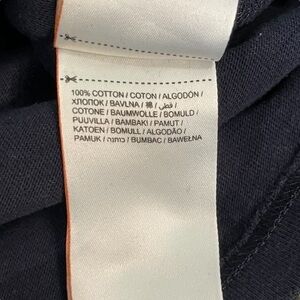 100% COTTON / COTON / ALGODÓN /
ХЛОПОК / BAVLNA / 棉 / قطن /
COTONE / BAUMWOLLE / BOMULD /
PUUVILLA / BAMBAKI / PAMUT /
KATOEN / BOMULL / ALGODÃO /
PAMUK / כותנה / BUMBAC / BAWEŁNA